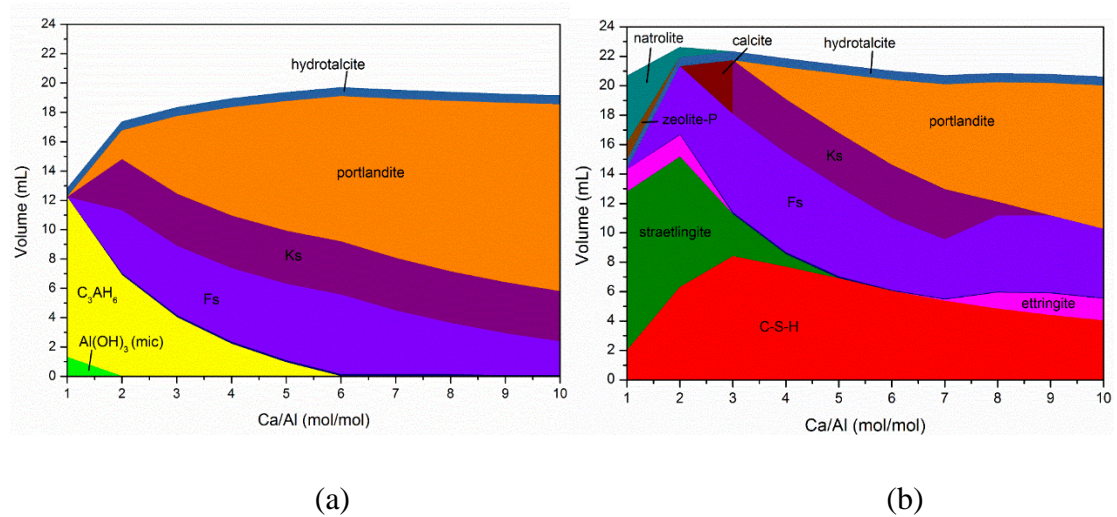 24
22
20
18
16
14
12
10
8
6
4
2
0
Volume (mL)
hydrotalcite
portlandite
Ks
Fs
C₃AH₆
Al(OH)₃ (mic)
1 2 3 4 5 6 7 8 9 10
Ca/Al (mol/mol)
(a)
24
22
20
18
16
14
12
10
8
6
4
2
0
Volume (mL)
natrolite
calcite
hydrotalcite
zeolite-P
portlandite
Ks
Fs
straetlingite
ettringite
C-S-H
1 2 3 4 5 6 7 8 9 10
Ca/Al (mol/mol)
(b)